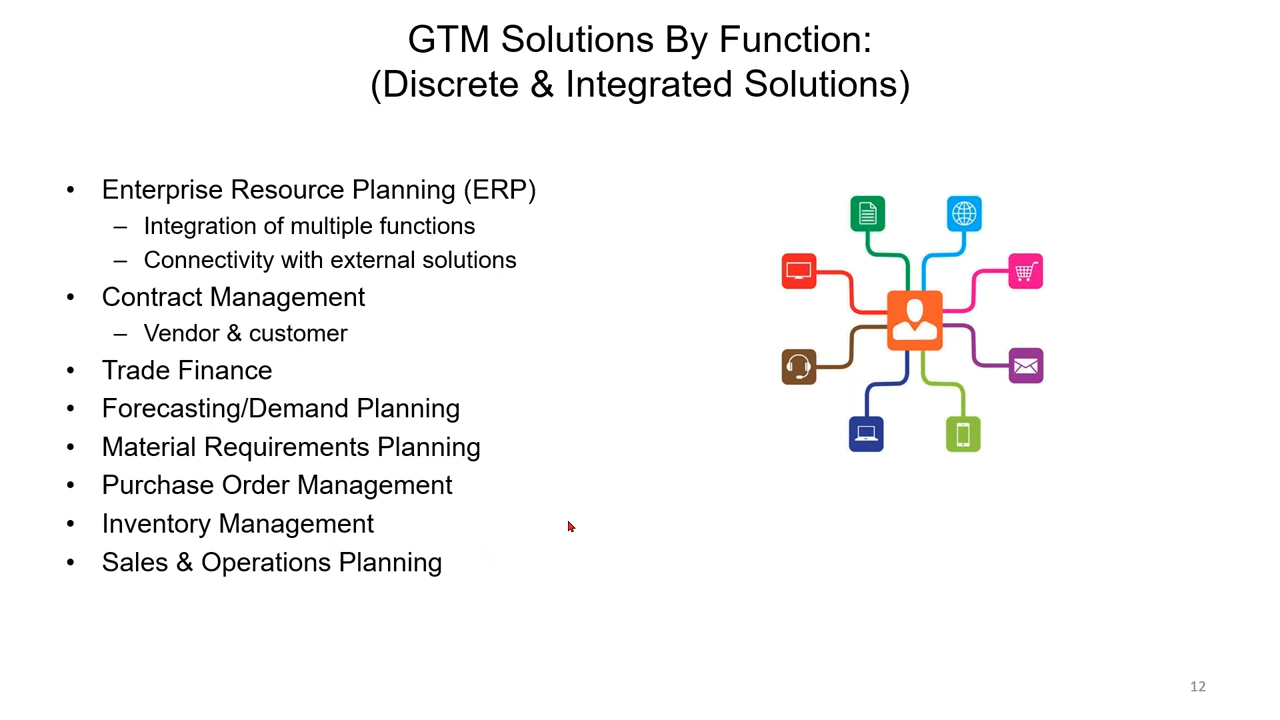 GTM Solutions By Function:
(Discrete & Integrated Solutions)
• Enterprise Resource Planning (ERP)
– Integration of multiple functions
– Connectivity with external solutions
• Contract Management
– Vendor & customer
• Trade Finance
• Forecasting/Demand Planning
• Material Requirements Planning
• Purchase Order Management
• Inventory Management
• Sales & Operations Planning
12